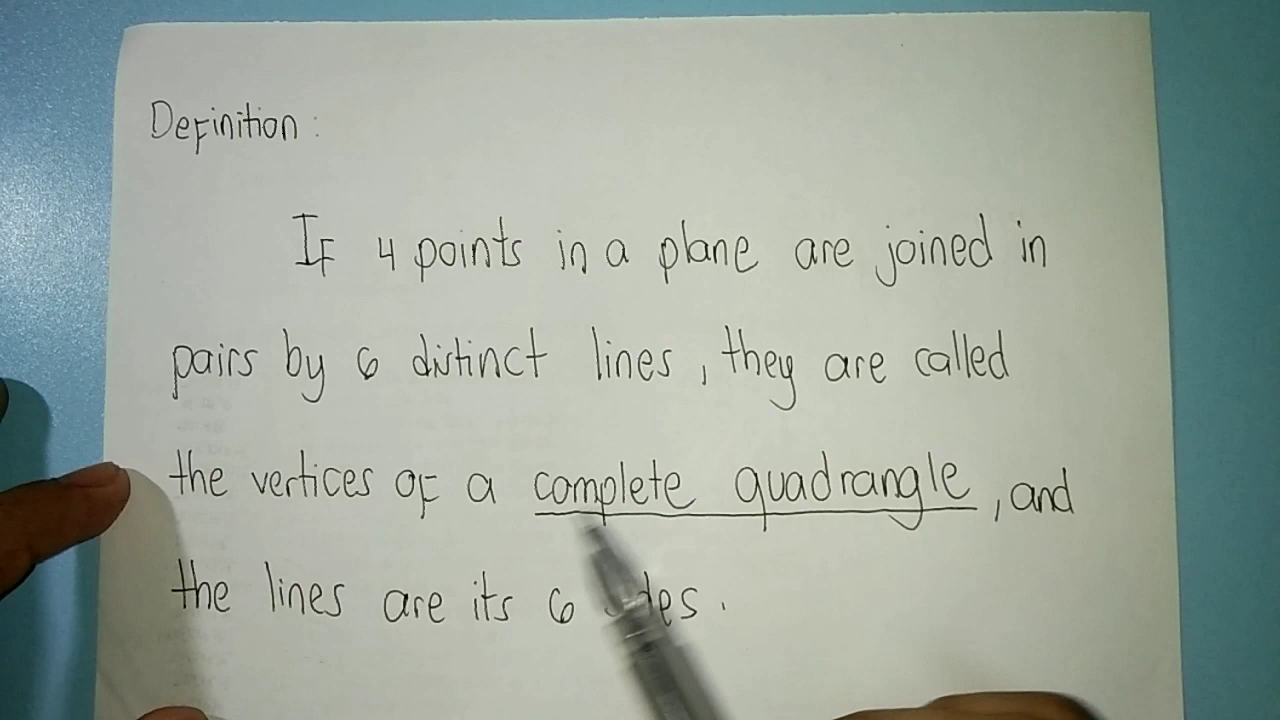 Definition :
If 4 points in a plane are joined in
pairs by 6 distinct lines , they are called
the vertices of a complete quadrangle , and
the lines are its 6